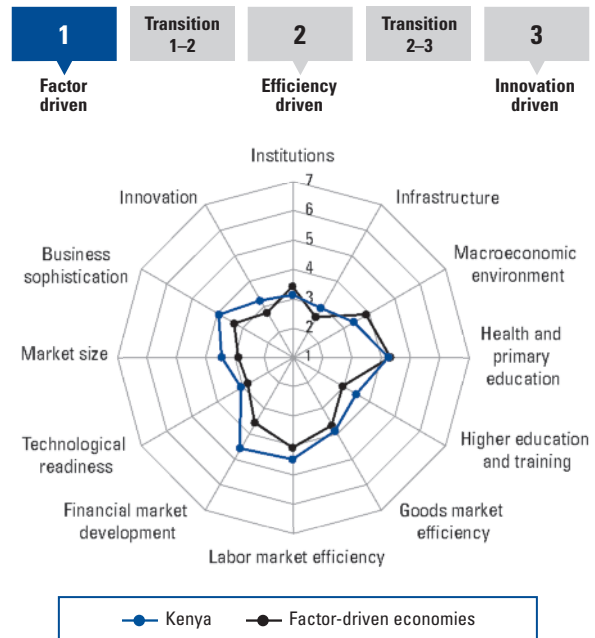 1
Transition
1–2
2
Transition
2–3
3
Factor
driven
Efficiency
driven
Innovation
driven
Institutions
7
Innovation
Infrastructure
6
5
Business
sophistication
Macroeconomic
environment
4
3
2
Market size
1
Health and
primary
education
Technological
readiness
Higher education
and training
Financial market
development
Goods market
efficiency
Labor market efficiency
Kenya
Factor-driven economies